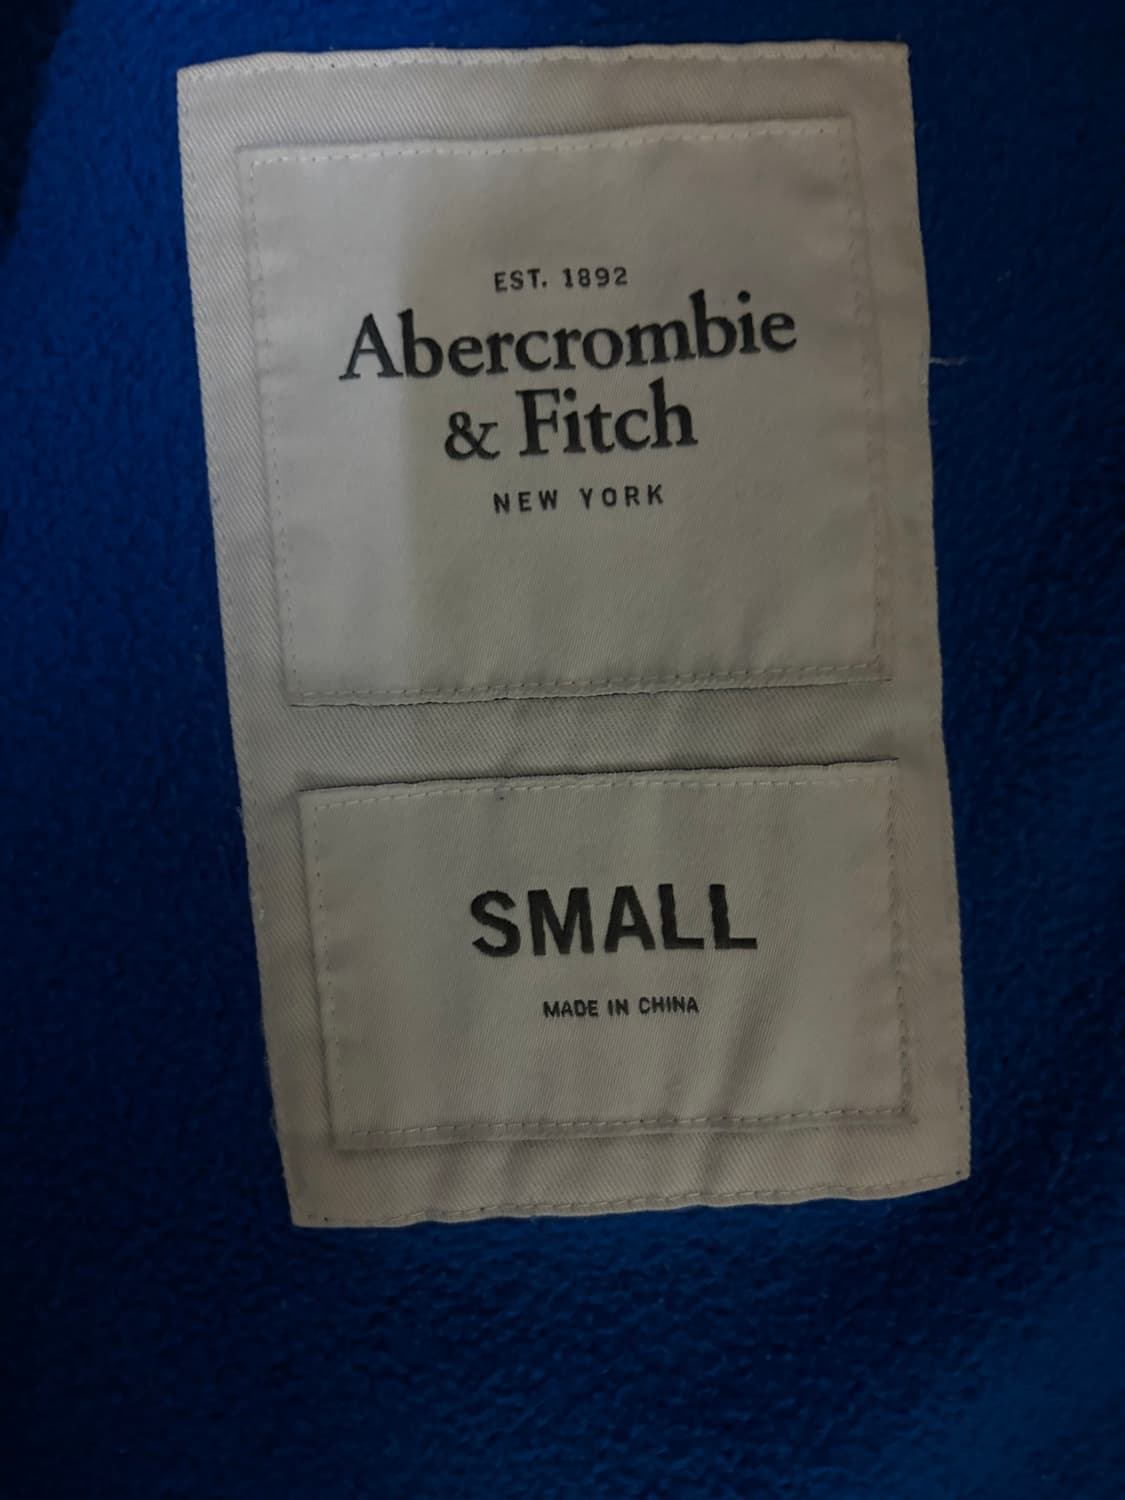 EST. 1892
Abercrombie
& Fitch
NEW YORK
SMALL
MADE IN CHINA